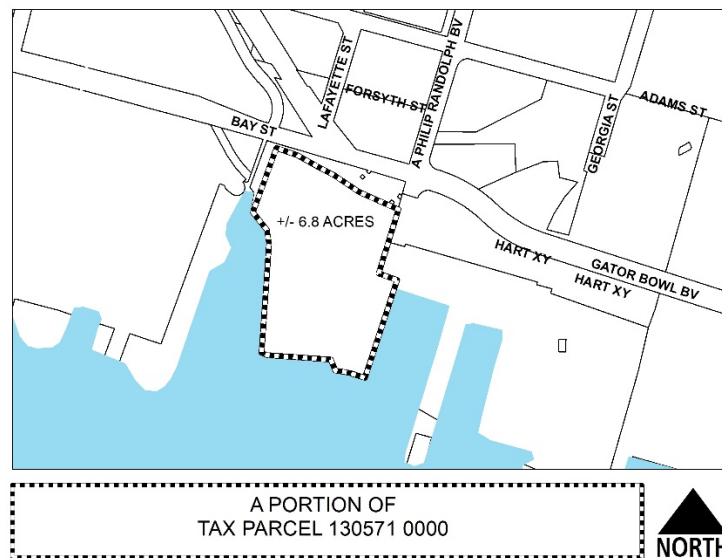 LAFAYETTE ST
FORSYTH ST
A PHILIP RANDOLPH BV
GEORGIA ST
ADAMS ST
BAY ST
+/- 6.8 ACRES
HART XY
GATOR BOWL BV
HART XY
A PORTION OF
TAX PARCEL 130571 0000
NORTH